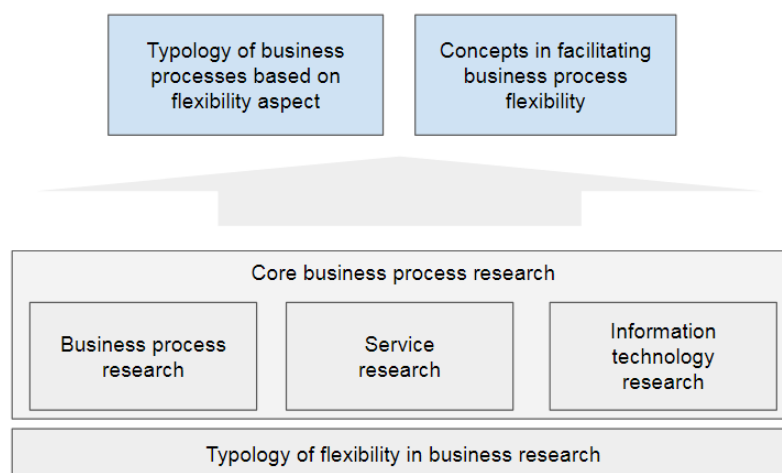 Typology of business
processes based on
flexibility aspect
Concepts in facilitating
business process
flexibility
Core business process research
Business process
research
Service
research
Information
technology
research
Typology of flexibility in business research